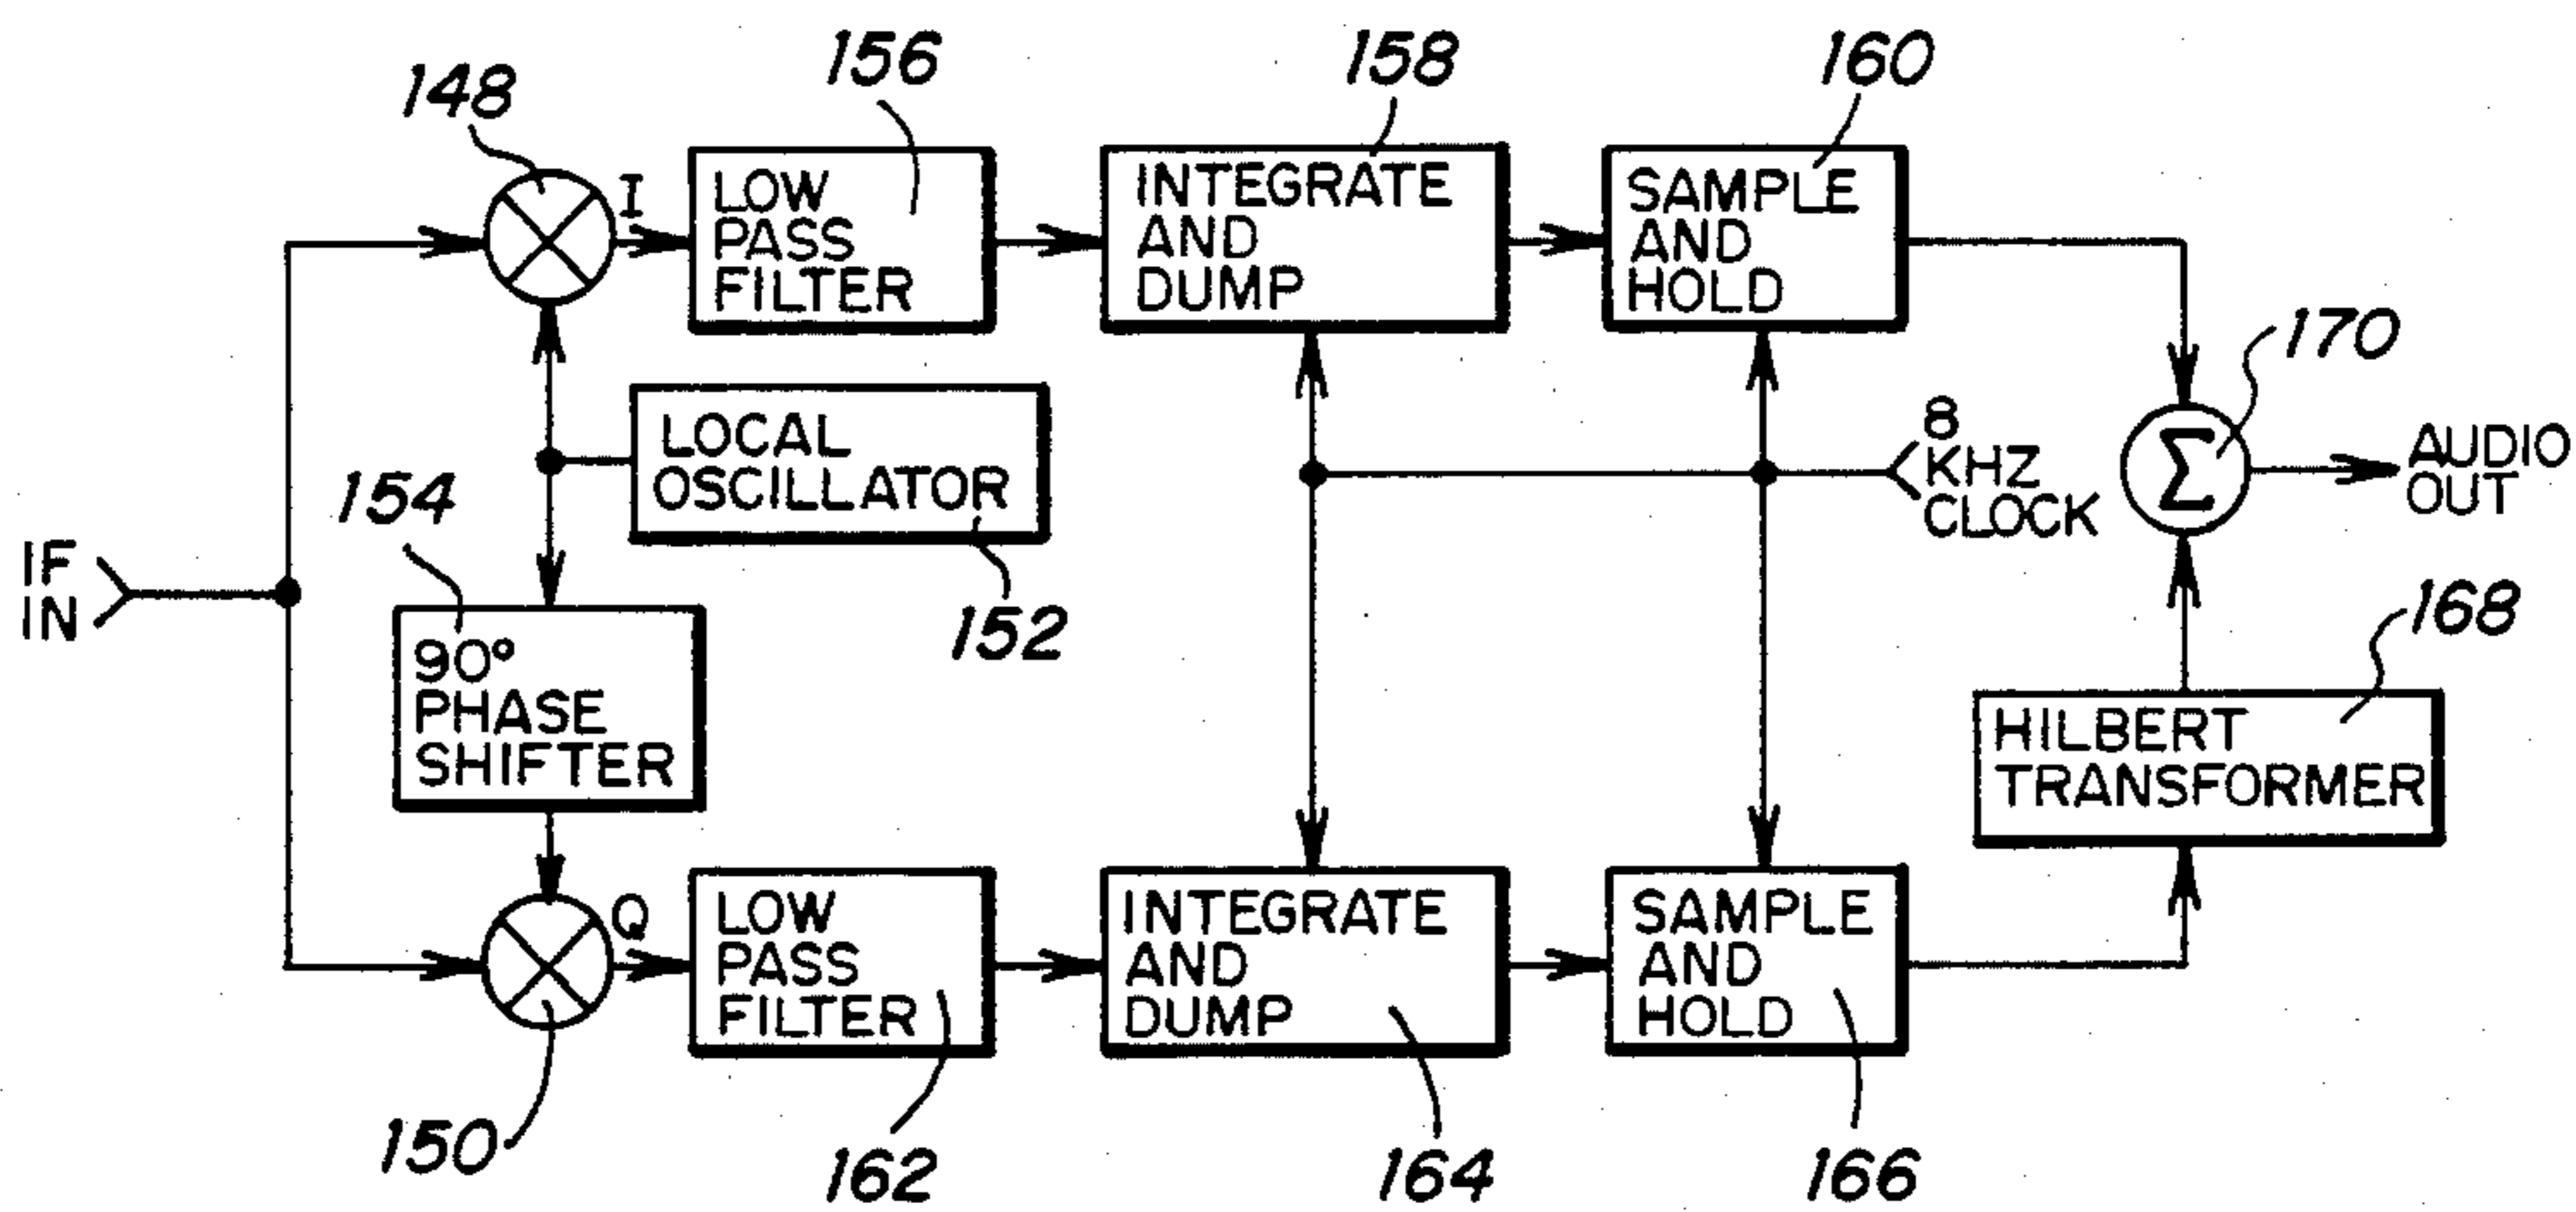 156
158
160
148
I
LOW
PASS
FILTER
INTEGRATE
AND
DUMP
SAMPLE
AND
HOLD
170
LOCAL
OSCILLATOR
8
KHZ
CLOCK
Σ
AUDIO
OUT
154
IF
IN
152
168
90°
PHASE
SHIFTER
HILBERT
TRANSFORMER
Q
LOW
PASS
FILTER
INTEGRATE
AND
DUMP
SAMPLE
AND
HOLD
150
162
164
166